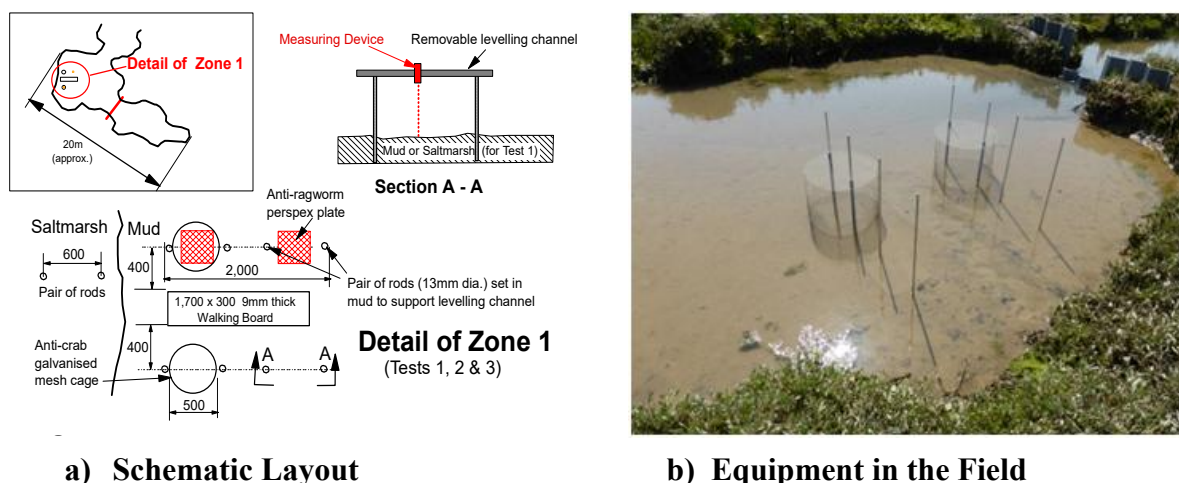 Detail of Zone 1
20m
(approx.)
Measuring Device
Removable levelling channel
Mud or Saltmarsh (for Test 1)
Section A - A
Anti-ragworm
perspex plate
Saltmarsh
Mud
600
Pair of rods
400
2,000
Pair of rods (13mm dia.) set in
mud to support levelling channel
1,700 x 300 9mm thick
Walking Board
400
Anti-crab
galvanised
mesh cage
A A
500
Detail of Zone 1
(Tests 1, 2 & 3)
a) Schematic Layout
b) Equipment in the Field